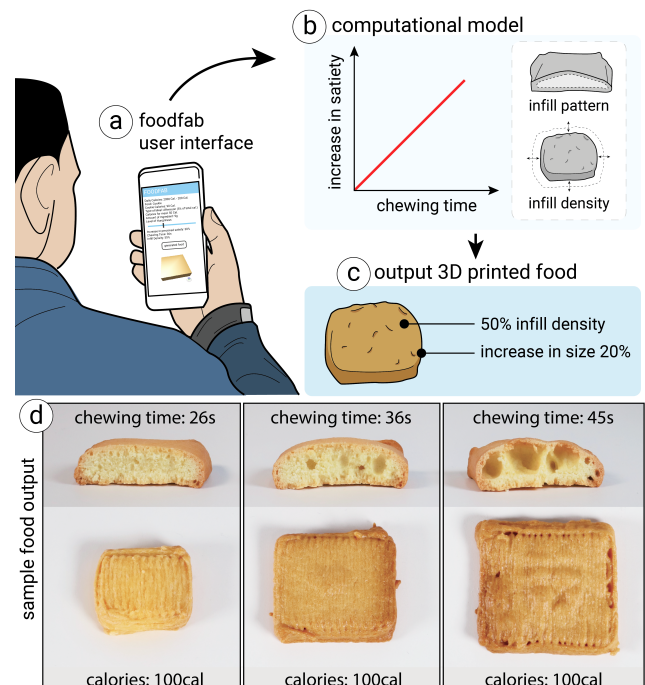 b computational model
increase in satiety
chewing time
infill pattern
infill density
a foodfab
user interface
FOODFAB
c output 3D printed food
50% infill density
increase in size 20%
d
sample food output
chewing time: 26s
chewing time: 36s
chewing time: 45s
calories: 100cal
calories: 100cal
calories: 100cal